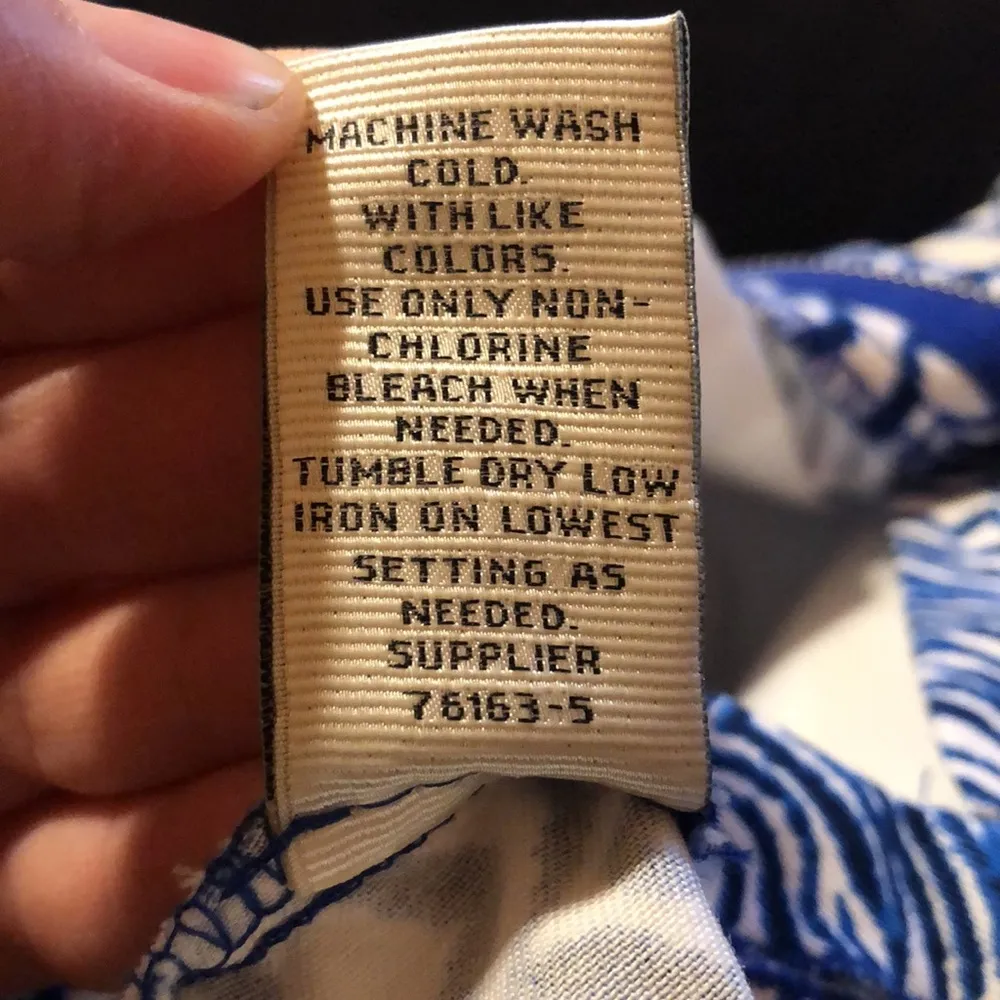 MACHINE WASH
COLD.
WITH LIKE
COLORS.
USE ONLY NON-
CHLORINE
BLEACH WHEN
NEEDED.
TUMBLE DRY LOW
IRON ON LOWEST
SETTING AS
NEEDED.
SUPPLIER
76163-5